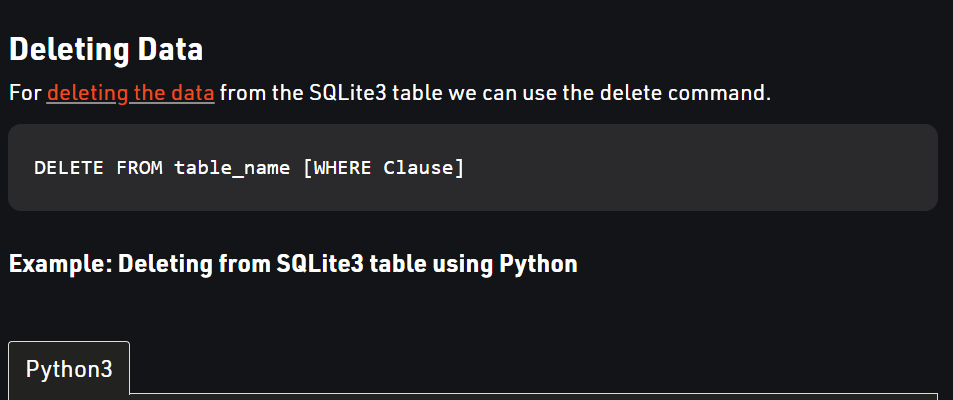 Deleting Data
For deleting the data from the SQLite3 table we can use the delete command.
DELETE FROM table_name [WHERE Clause]
Example: Deleting from SQLite3 table using Python
Python3